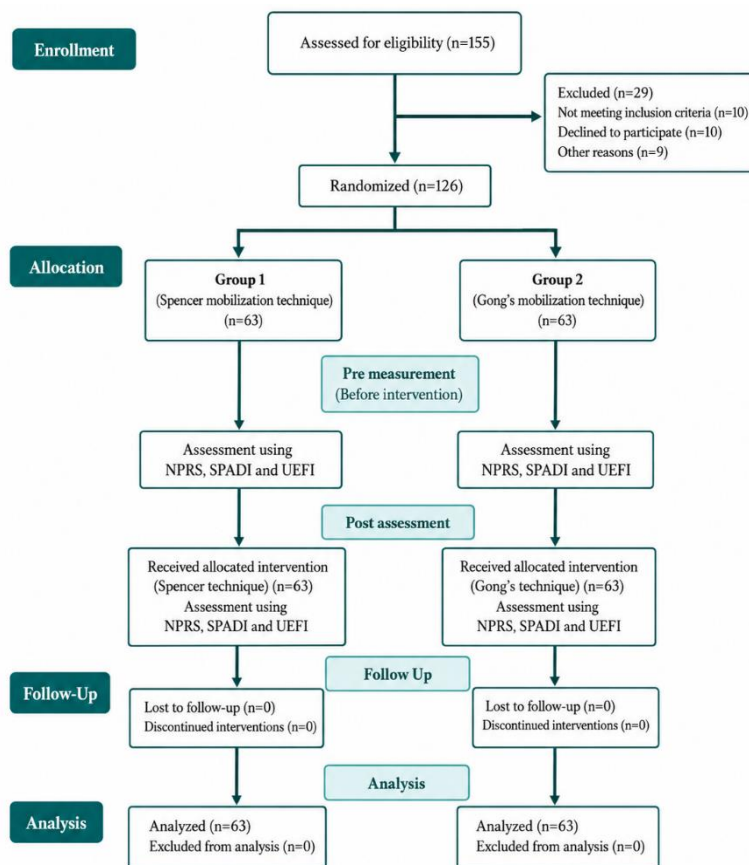 Enrollment
Assessed for eligibility (n=155)
Excluded (n=29)
Not meeting inclusion criteria (n=10)
Declined to participate (n=10)
Other reasons (n=9)
Randomized (n=126)
Allocation
Group 1
(Spencer mobilization technique)
(n=63)
Group 2
(Gong's mobilization technique)
(n=63)
Pre measurement
(Before intervention)
Assessment using
NPRS, SPADI and UEFI
Assessment using
NPRS, SPADI and UEFI
Post assessment
Received allocated intervention
(Spencer technique) (n=63)
Assessment using
NPRS, SPADI and UEFI
Received allocated intervention
(Gong's technique) (n=63)
Assessment using
NPRS, SPADI and UEFI
Follow-Up
Follow Up
Lost to follow-up (n=0)
Discontinued interventions (n=0)
Lost to follow-up (n=0)
Discontinued interventions (n=0)
Analysis
Analysis
Analyzed (n=63)
Excluded from analysis (n=0)
Analyzed (n=63)
Excluded from analysis (n=0)